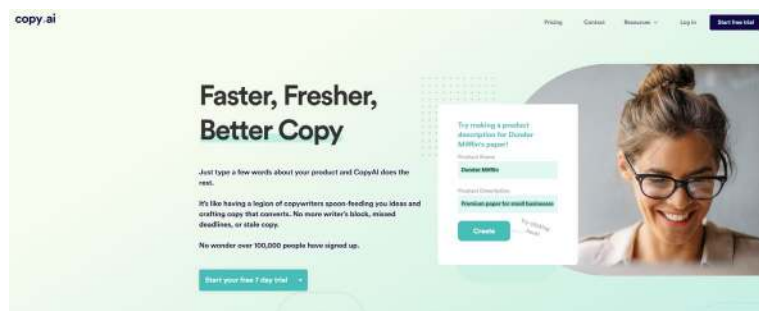 copy.ai
Pricing Contact Resources Log in Start free trial
Faster, Fresher,
Better Copy
Just type a few words about your product and CopyAI does the
rest.
It's like having a legion of copywriters spoon-feeding you ideas and
crafting copy that converts. No more writer's block, missed
deadlines, or stale copy.
No wonder over 100,000 people have signed up.
Start your free 7 day trial
Try making a product
description for Dunder
Mifflin's paper!
Product Name
Dunder Mifflin
Product Description
Premium paper for small businesses
Create
Try clicking
here!